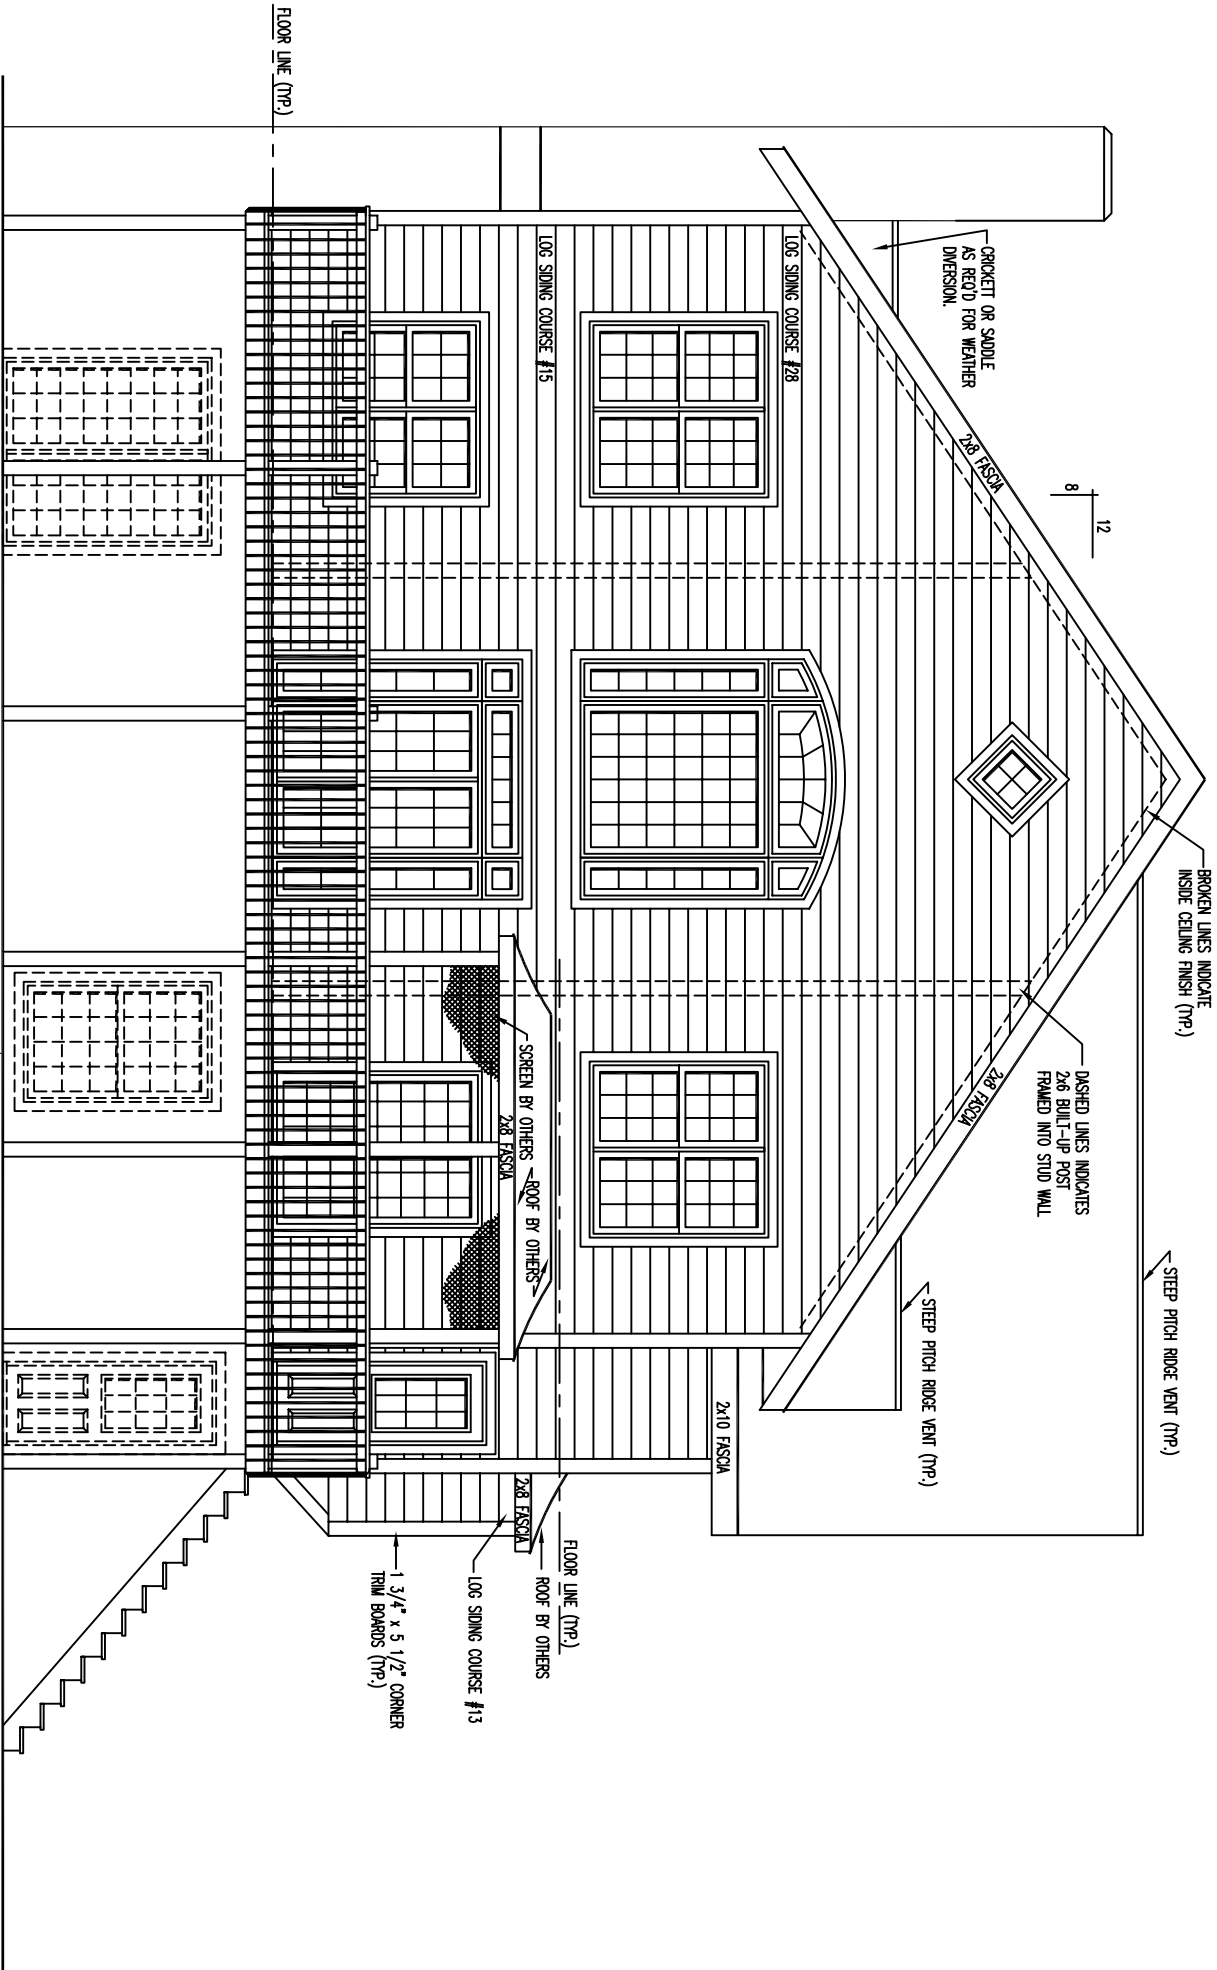 BROKEN LINES INDICATE
INSIDE CEILING FINISH (TYP.)
STEEP PITCH RIDGE VENT (TYP.)
12
8
DASHED LINES INDICATES
2x6 BUILT-UP POST
FRAMED INTO STUD WALL
2x8 FASCIA
2x8 FASCIA
CRICKETT OR SADDLE
AS REQ'D FOR WEATHER
DIVERSION.
STEEP PITCH RIDGE VENT (TYP.)
LOG SIDING COURSE #28
2x10 FASCIA
FLOOR LINE (TYP.)
LOG SIDING COURSE #15
ROOF BY OTHERS
ROOF BY OTHERS
SCREEN BY OTHERS
2x8 FASCIA
2x8 FASCIA
LOG SIDING COURSE #13
1 3/4" x 5 1/2" CORNER
TRIM BOARDS (TYP.)
FLOOR LINE (TYP.)